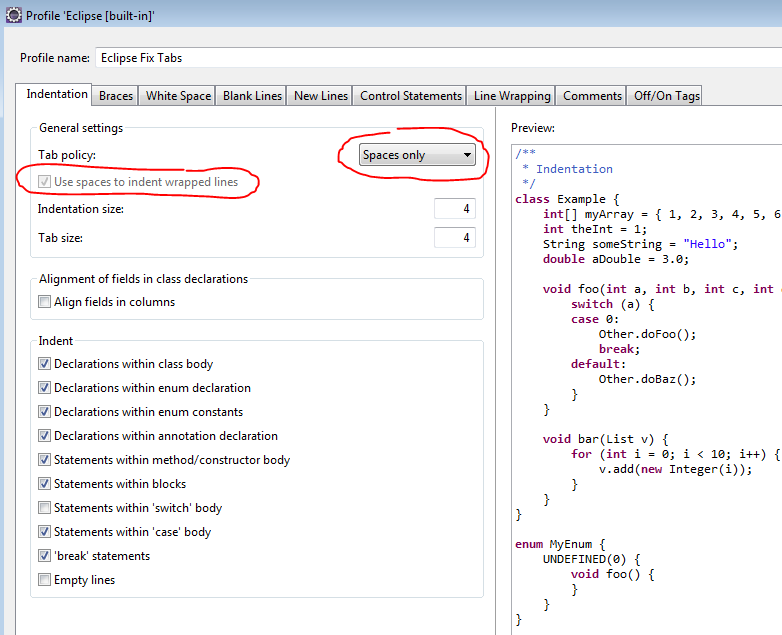 Profile 'Eclipse [built-in]'
Profile name: Eclipse Fix Tabs
Indentation Braces White Space Blank Lines New Lines Control Statements Line Wrapping Comments Off/On Tags
General settings
Tab policy: Spaces only
Use spaces to indent wrapped lines
Indentation size: 4
Tab size: 4
Alignment of fields in class declarations
Align fields in columns
Indent
Declarations within class body
Declarations within enum declaration
Declarations within enum constants
Declarations within annotation declaration
Statements within method/constructor body
Statements within blocks
Statements within 'switch' body
Statements within 'case' body
'break' statements
Empty lines
Preview:
/**
 * Indentation
 */
class Example {
    int[] myArray = { 1, 2, 3, 4, 5, 6
    int theInt = 1;
    String someString = "Hello";
    double aDouble = 3.0;
    void foo(int a, int b, int c, int
        switch (a) {
        case 0:
            Other.doFoo();
            break;
        default:
            Other.doBaz();
        }
    }
    void bar(List v) {
        for (int i = 0; i < 10; i++) {
            v.add(new Integer(i));
        }
    }
}
enum MyEnum {
    UNDEFINED(0) {
        void foo() {
        }
    }
}